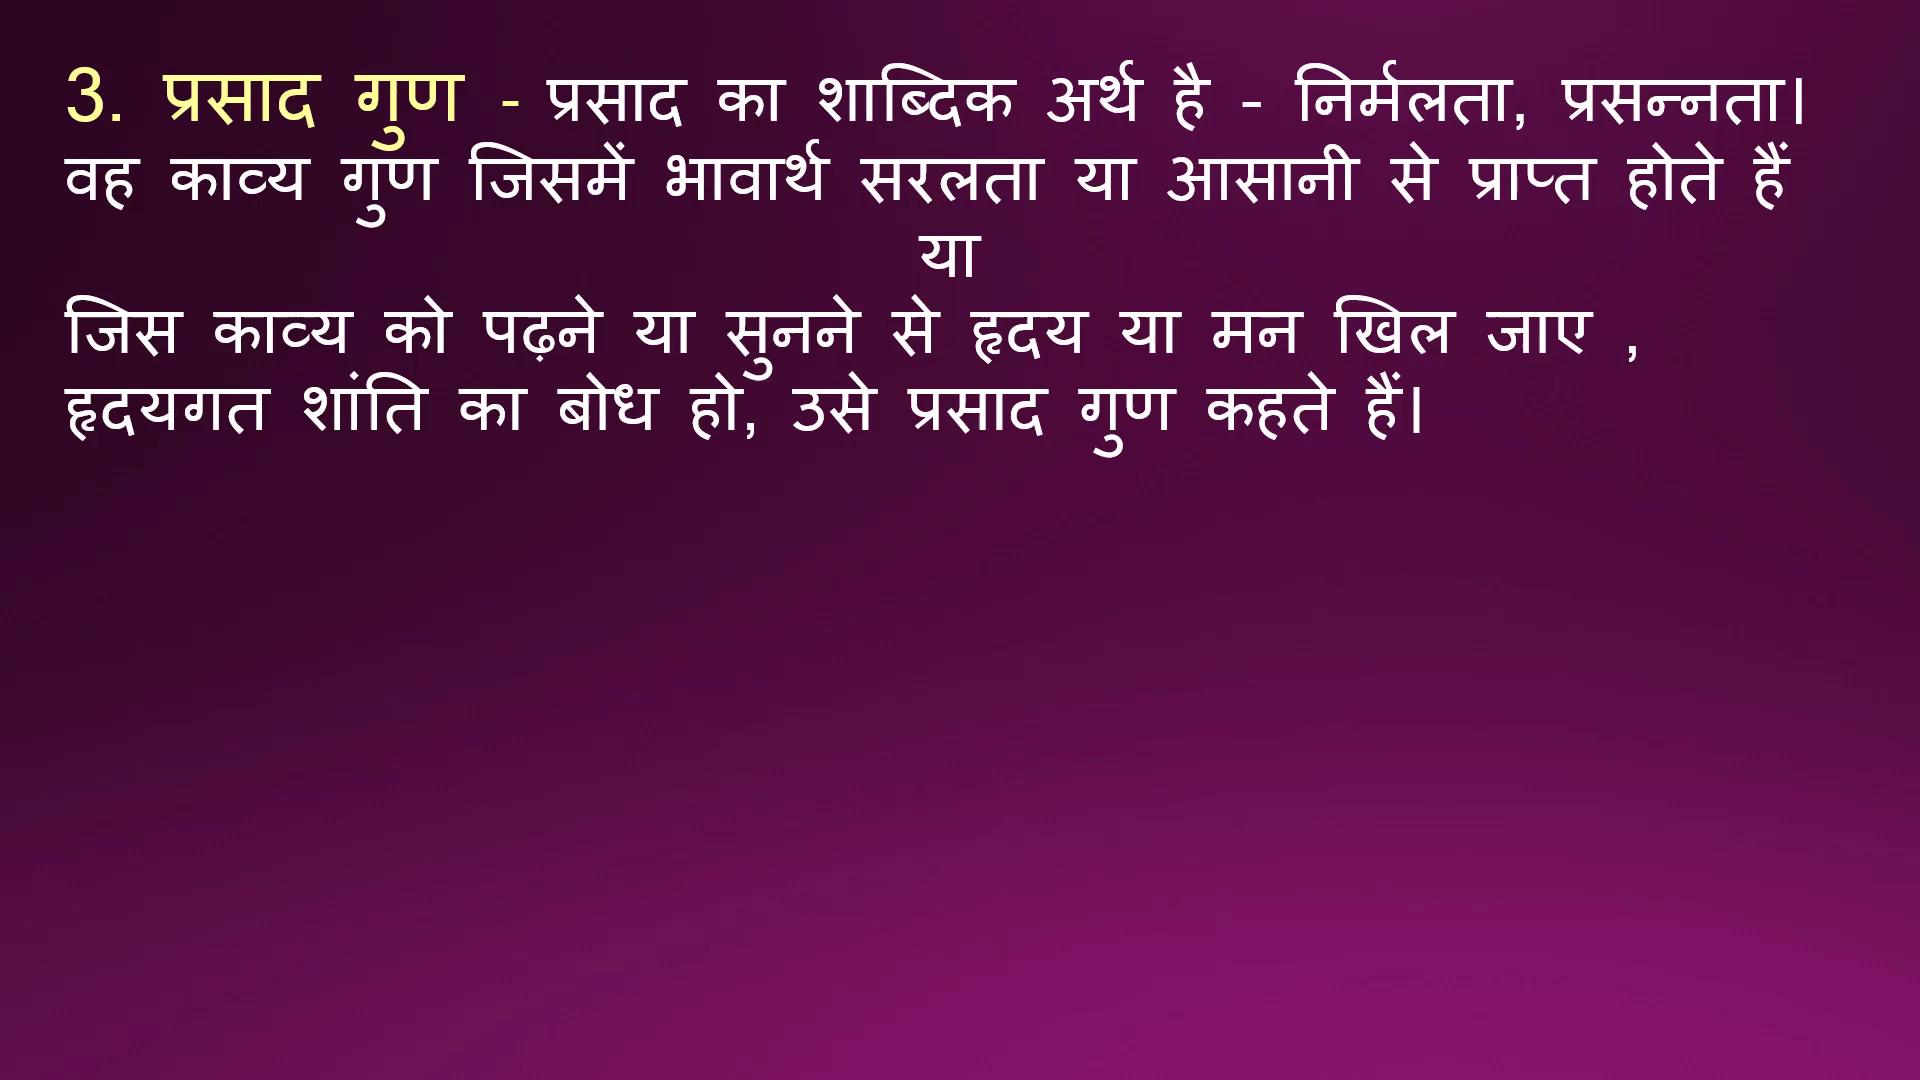 3. प्रसाद गुण - प्रसाद का शाब्दिक अर्थ है – निर्मलता, प्रसन्नता।
वह काव्य गुण जिसमें भावार्थ सरलता या आसानी से प्राप्त होते हैं
या
जिस काव्य को पढ़ने या सुनने से हृदय या मन खिल जाए ,
हृदयगत शांति का बोध हो, उसे प्रसाद गुण कहते हैं।